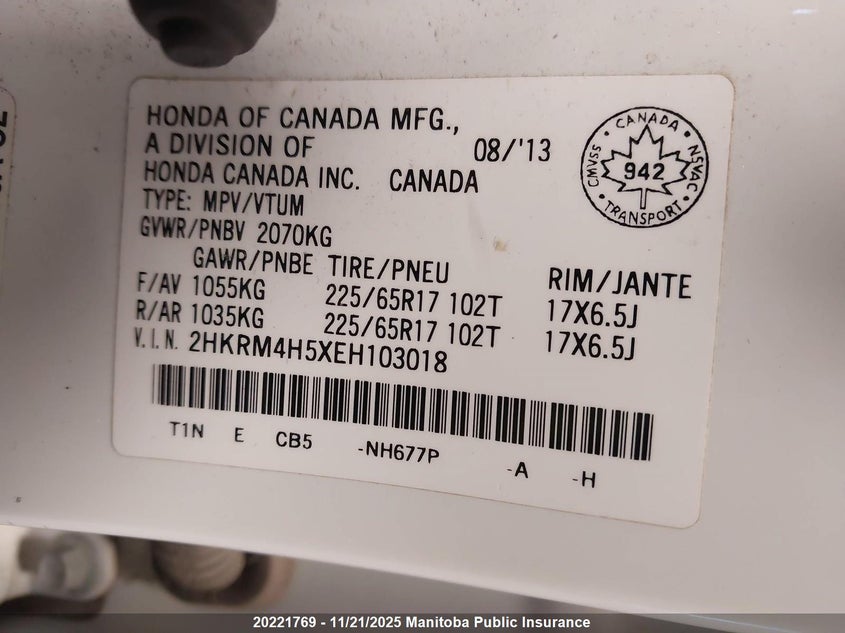 HONDA OF CANADA MFG.,
A DIVISION OF 08/'13
HONDA CANADA INC. CANADA
TYPE: MPV/VTUM
GVWR/PNBV 2070KG
GAWR/PNBE TIRE/PNEU RIM/JANTE
F/AV 1055KG 225/65R17 102T 17X6.5J
R/AR 1035KG 225/65R17 102T 17X6.5J
V.I.N. 2HKRM4H5XEH103018
T1N E CB5 -NH677P -A -H
CANADA
CMVSS 942 NSVAC
TRANSPORT
20221769 - 11/21/2025 Manitoba Public Insurance